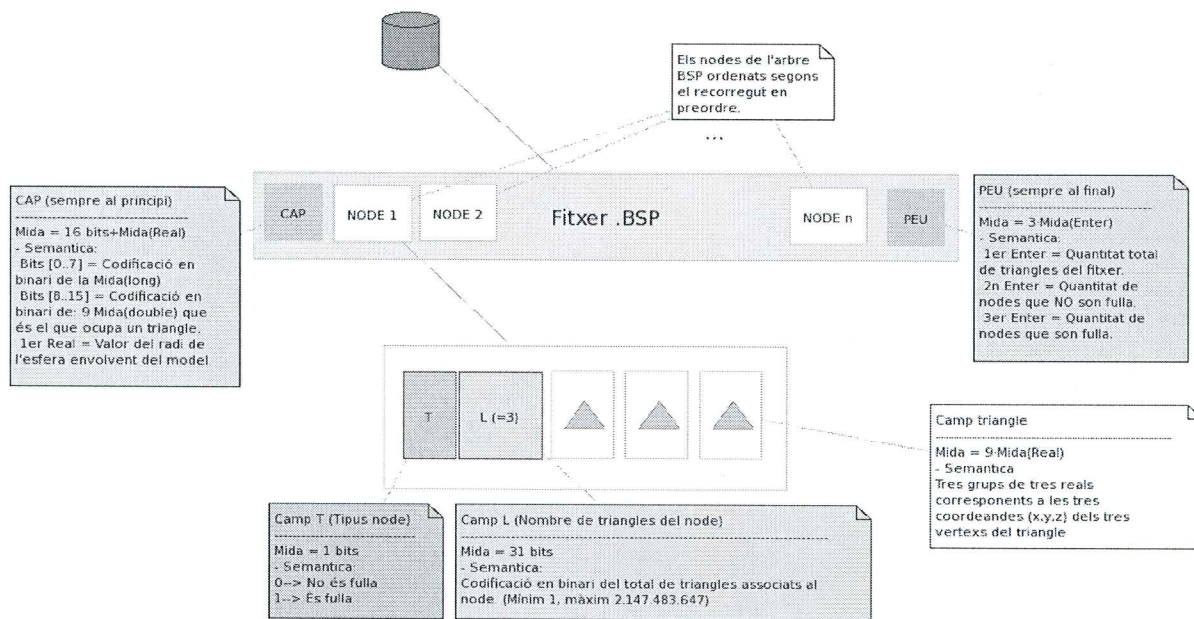 Els nodes de l'arbre
BSP ordenats segons
el recorregut en
preordre.
...
CAP (sempre al principi)
Mida = 16 bits+Mida(Real)
- Semantica:
Bits [0..7] = Codificació en
binari de la Mida(long)
Bits [8..15] = Codificació en
binari de: 9·Mida(double) que
és el que ocupa un triangle.
1er Real = Valor del radi de
l'esfera envolvent del model.
CAP
NODE 1
NODE 2
Fitxer .BSP
NODE n
PEU
PEU (sempre al final)
Mida = 3·Mida(Enter)
- Semantica:
1er Enter = Quantitat total
de triangles del fitxer.
2n Enter = Quantitat de
nodes que NO son fulla.
3er Enter = Quantitat de
nodes que son fulla.
T
L (=3)
Camp triangle
Mida = 9·Mida(Real)
- Semantica
Tres grups de tres reals
corresponents a les tres
coordeandes {x,y,z} dels tres
vertexs del triangle
Camp T (Tipus node)
Mida = 1 bits
- Semantica:
0--> No és fulla
1--> És fulla
Camp L (Nombre de triangles del node)
Mida = 31 bits
- Semantica:
Codificació en binari del total de triangles associats al
node. (Mínim 1, màxim 2.147.483.647)